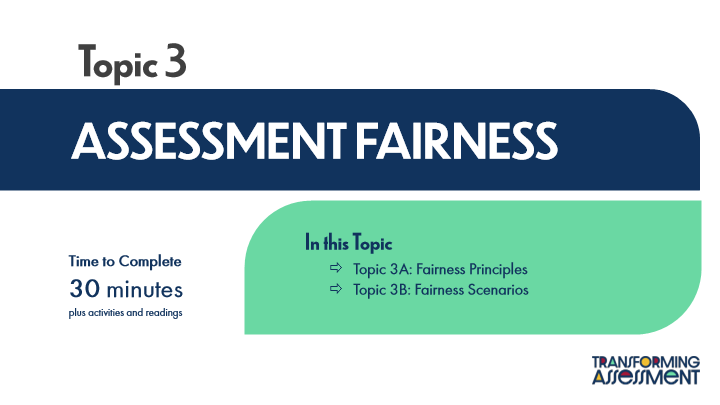 Topic 3
ASSESSMENT FAIRNESS
Time to Complete
30 minutes
plus activities and readings
In this Topic
⇨ Topic 3A: Fairness Principles
⇨ Topic 3B: Fairness Scenarios
TRANSFORMING
ASSESSMENT